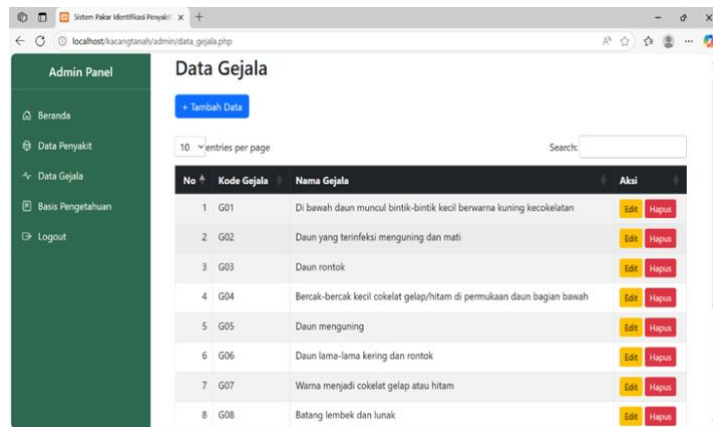 Sistem Pakar Identifikasi Penyakit
localhost/kacangtanah/admin/data_gejala.php
Admin Panel
Beranda
Data Penyakit
Data Gejala
Basis Pengetahuan
Logout
Data Gejala
+ Tambah Data
10 entries per page
Search:
No Kode Gejala Nama Gejala Aksi
1 G01 Di bawah daun muncul bintik-bintik kecil berwarna kuning kecokelatan Edit Hapus
2 G02 Daun yang terinfeksi menguning dan mati Edit Hapus
3 G03 Daun rontok Edit Hapus
4 G04 Bercak-bercak kecil cokelat gelap/hitam di permukaan daun bagian bawah Edit Hapus
5 G05 Daun menguning Edit Hapus
6 G06 Daun lama-lama kering dan rontok Edit Hapus
7 G07 Warna menjadi cokelat gelap atau hitam Edit Hapus
8 G08 Batang lembek dan lunak Edit Hapus